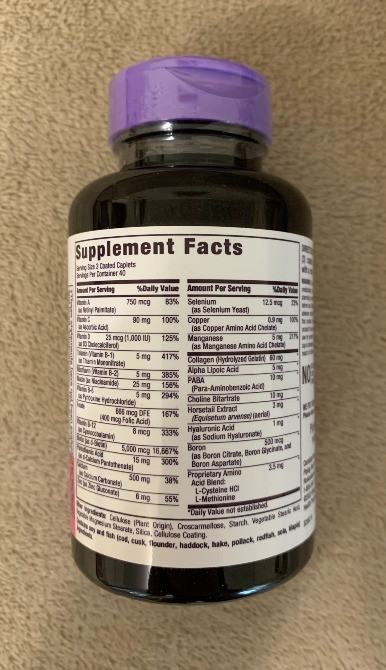 Supplement Facts
Serving Size 3 Coated Caplets
Servings Per Container 40
Amount Per Serving %Daily Value
Vitamin A 750 mcg 83%
(as Retinyl Palmitate)
Vitamin C 90 mg 100%
(as Ascorbic Acid)
Vitamin D 25 mcg (1,000 IU) 125%
(as D3 Cholecalciferol)
Thiamin (Vitamin B-1) 5 mg 417%
(as Thiamin Mononitrate)
Riboflavin (Vitamin B-2) 5 mg 385%
Niacin (as Niacinamide) 25 mg 156%
Vitamin B-6 5 mg 294%
(as Pyridoxine Hydrochloride)
Folate 666 mcg DFE 167%
(400 mcg Folic Acid)
Vitamin B-12 8 mcg 333%
(as Cyanocobalamin)
Biotin (as d-Biotin) 5,000 mcg 16,667%
Pantothenic Acid 15 mg 300%
(as d-Calcium Pantothenate)
Calcium 500 mg 38%
(as Calcium Carbonate)
Zinc (as Zinc Gluconate) 6 mg 55%
Amount Per Serving %Daily Value
Selenium 12.5 mcg 23%
(as Selenium Yeast)
Copper 0.9 mg 100%
(as Copper Amino Acid Chelate)
Manganese 5 mg 217%
(as Manganese Amino Acid Chelate)
Collagen (Hydrolyzed Gelatin) 60 mg
Alpha Lipoic Acid 5 mg
PABA 10 mg
(Para-Aminobenzoic Acid)
Choline Bitartrate 10 mg
Horsetail Extract 3 mg
(Equisetum arvense) (aerial)
Hyaluronic Acid 1 mg
(as Sodium Hyaluronate)
Boron 500 mcg
(as Boron Citrate, Boron Glycinate, and
Boron Aspartate)
Proprietary Amino 3.5 mg
Acid Blend:
L-Cysteine HCl
L-Methionine
*Daily Value not established.
Other Ingredients: Cellulose (Plant Origin), Croscarmellose, Starch, Vegetable Stearic Acid,
Vegetable Magnesium Stearate, Silica, Cellulose Coating.
Contains soy and fish (cod, cusk, flounder, haddock, hake, pollack, redfish, sole, tilapia)
ingredients.
NO